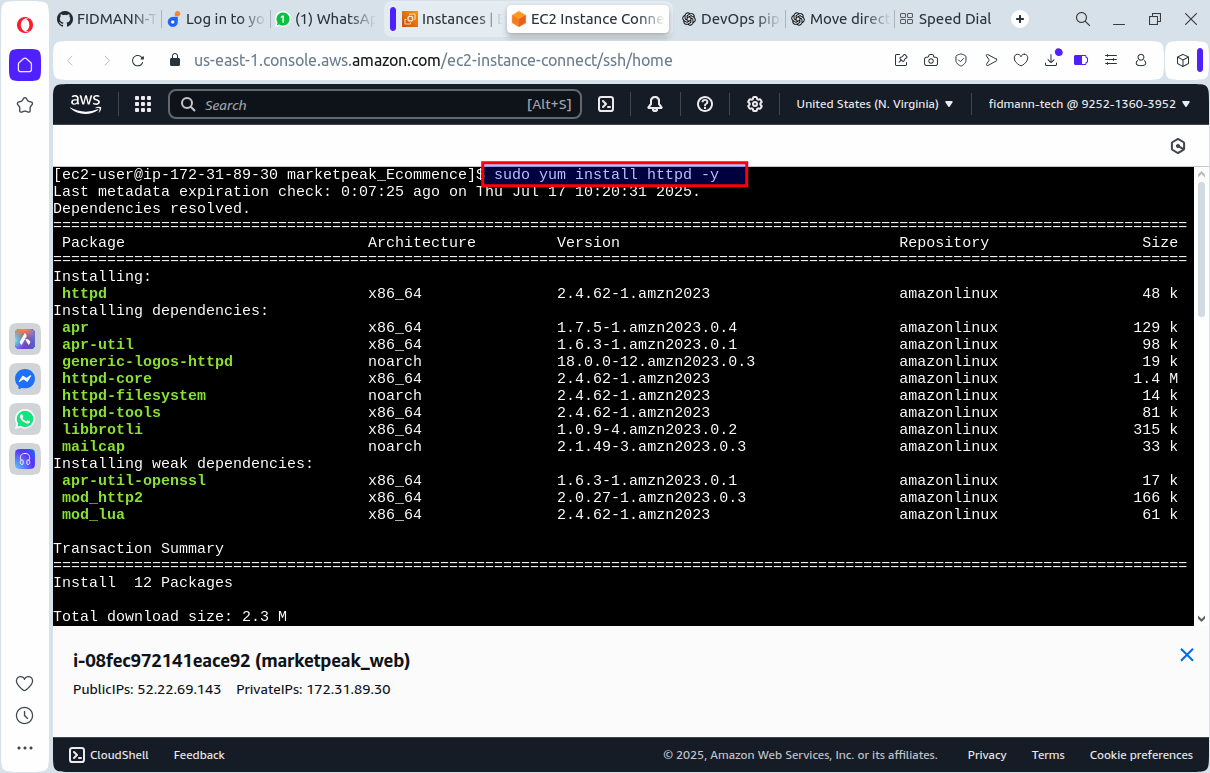 FIDMANN-T
Log in to yo
(1) WhatsAp
Instances | E
EC2 Instance Conne
DevOps pip
Move direct
Speed Dial
us-east-1.console.aws.amazon.com/ec2-instance-connect/ssh/home
aws
Search [Alt+S]
United States (N. Virginia)
fidmann-tech @ 9252-1360-3952
[ec2-user@ip-172-31-89-30 marketpeak_Ecommence]$ sudo yum install httpd -y
Last metadata expiration check: 0:07:25 ago on Thu Jul 17 10:20:31 2025.
Dependencies resolved.
================================================================================
Package Architecture Version Repository Size
================================================================================
Installing:
httpd x86_64 2.4.62-1.amzn2023 amazonlinux 48 k
Installing dependencies:
apr x86_64 1.7.5-1.amzn2023.0.4 amazonlinux 129 k
apr-util x86_64 1.6.3-1.amzn2023.0.1 amazonlinux 98 k
generic-logos-httpd noarch 18.0.0-12.amzn2023.0.3 amazonlinux 19 k
httpd-core x86_64 2.4.62-1.amzn2023 amazonlinux 1.4 M
httpd-filesystem noarch 2.4.62-1.amzn2023 amazonlinux 14 k
httpd-tools x86_64 2.4.62-1.amzn2023 amazonlinux 81 k
libbrotli x86_64 1.0.9-4.amzn2023.0.2 amazonlinux 315 k
mailcap noarch 2.1.49-3.amzn2023.0.3 amazonlinux 33 k
Installing weak dependencies:
apr-util-openssl x86_64 1.6.3-1.amzn2023.0.1 amazonlinux 17 k
mod_http2 x86_64 2.0.27-1.amzn2023.0.3 amazonlinux 166 k
mod_lua x86_64 2.4.62-1.amzn2023 amazonlinux 61 k
Transaction Summary
================================================================================
Install 12 Packages
Total download size: 2.3 M
i-08fec972141eace92 (marketpeak_web)
PublicIPs: 52.22.69.143 PrivateIPs: 172.31.89.30
CloudShell Feedback © 2025, Amazon Web Services, Inc. or its affiliates. Privacy Terms Cookie preferences